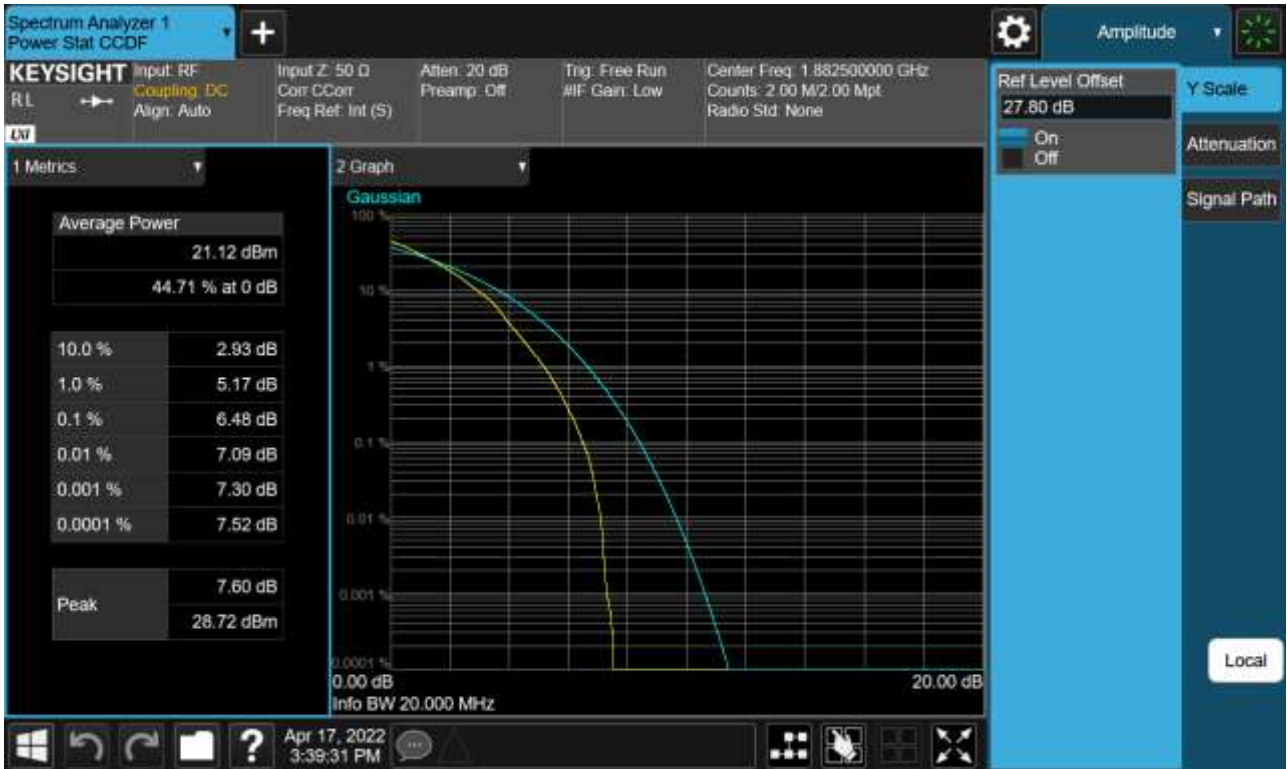 Spectrum Analyzer 1
Power Stat CCDF
Amplitude
KEYSIGHT
RL
LXI
Input: RF
Coupling: DC
Align: Auto
Input Z: 50 Ω
Corr CCorr
Freq Ref: Int (S)
Atten: 20 dB
Preamp: Off
Trig: Free Run
#IF Gain: Low
Center Freq: 1.882500000 GHz
Counts: 2.00 M/2.00 Mpt
Radio Std: None
Ref Level Offset
27.80 dB
On
Off
Y Scale
Attenuation
Signal Path
Local
1 Metrics
Average Power
21.12 dBm
44.71 % at 0 dB
10.0 % 2.93 dB
1.0 % 5.17 dB
0.1 % 6.48 dB
0.01 % 7.09 dB
0.001 % 7.30 dB
0.0001 % 7.52 dB
Peak
7.60 dB
28.72 dBm
2 Graph
Gaussian
100 %
10 %
1 %
0.1 %
0.01 %
0.001 %
0.0001 %
0.00 dB 20.00 dB
Info BW 20.000 MHz
?
Apr 17, 2022
3:39:31 PM